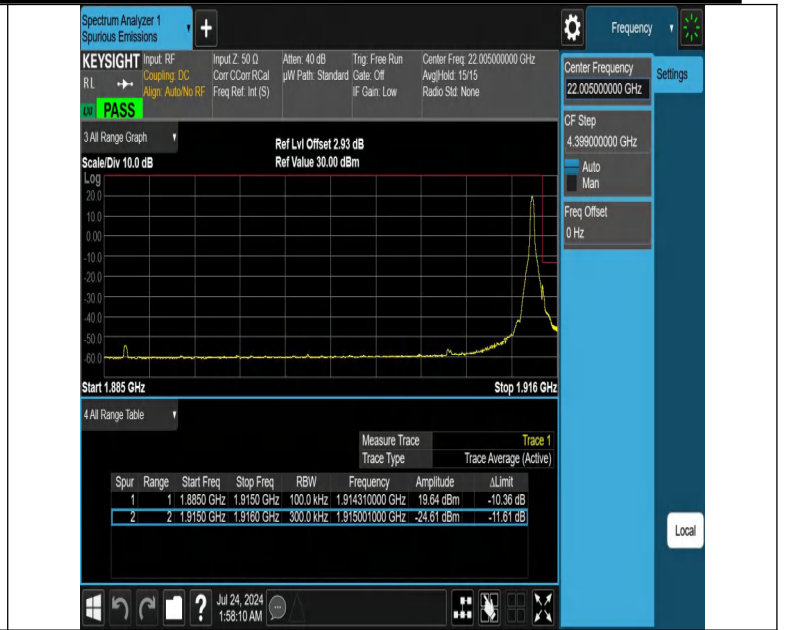 Spectrum Analyzer 1
Spurious Emissions
+
Frequency
KEYSIGHT Input: RF Input Z: 50 Ω Atten: 40 dB Trig: Free Run Center Freq: 22.005000000 GHz
RL Coupling: DC Corr CCorr RCal µW Path: Standard Gate: Off Avg|Hold: 15/15
Align: Auto/No RF Freq Ref: Int (S) IF Gain: Low Radio Std: None
LXI PASS
Center Frequency
22.005000000 GHz
Settings
CF Step
4.399000000 GHz
Auto
Man
Freq Offset
0 Hz
3 All Range Graph
Ref Lvl Offset 2.93 dB
Scale/Div 10.0 dB Ref Value 30.00 dBm
Log
20.0
10.0
0.00
-10.0
-20.0
-30.0
-40.0
-50.0
-60.0
Start 1.885 GHz Stop 1.916 GHz
4 All Range Table
Measure Trace Trace 1
Trace Type Trace Average (Active)
Spur Range Start Freq Stop Freq RBW Frequency Amplitude ΔLimit
1 1 1.8850 GHz 1.9150 GHz 100.0 kHz 1.914310000 GHz 19.64 dBm -10.36 dB
2 2 1.9150 GHz 1.9160 GHz 300.0 kHz 1.915001000 GHz -24.61 dBm -11.61 dB
Local
? Jul 24, 2024
1:58:10 AM